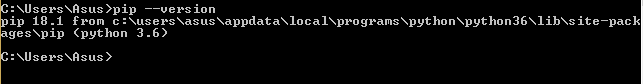 C:\Users\Asus>pip --version
pip 18.1 from c:\users\asus\appdata\local\programs\python\python36\lib\site-pack
ages\pip (python 3.6)
C:\Users\Asus>